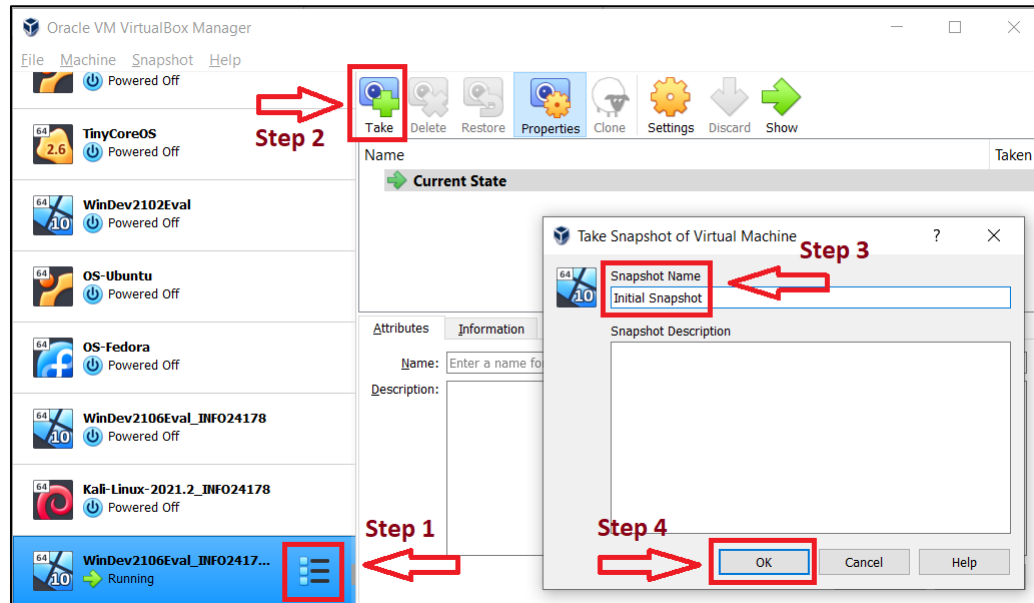 Oracle VM VirtualBox Manager
File Machine Snapshot Help
Powered Off
64
2.6
TinyCoreOS
Powered Off
64
10
WinDev2102Eval
Powered Off
64
OS-Ubuntu
Powered Off
64
OS-Fedora
Powered Off
64
10
WinDev2106Eval_INFO24178
Powered Off
64
Kali-Linux-2021.2_INFO24178
Powered Off
64
10
WinDev2106Eval_INFO2417...
Running
Step 1
Step 2
Take Delete Restore Properties Clone Settings Discard Show
Name Taken
Current State
Attributes Information
Name: Enter a name fo
Description:
Take Snapshot of Virtual Machine ?
Step 3
64
10
Snapshot Name
Initial Snapshot
Snapshot Description
Step 4
OK Cancel Help